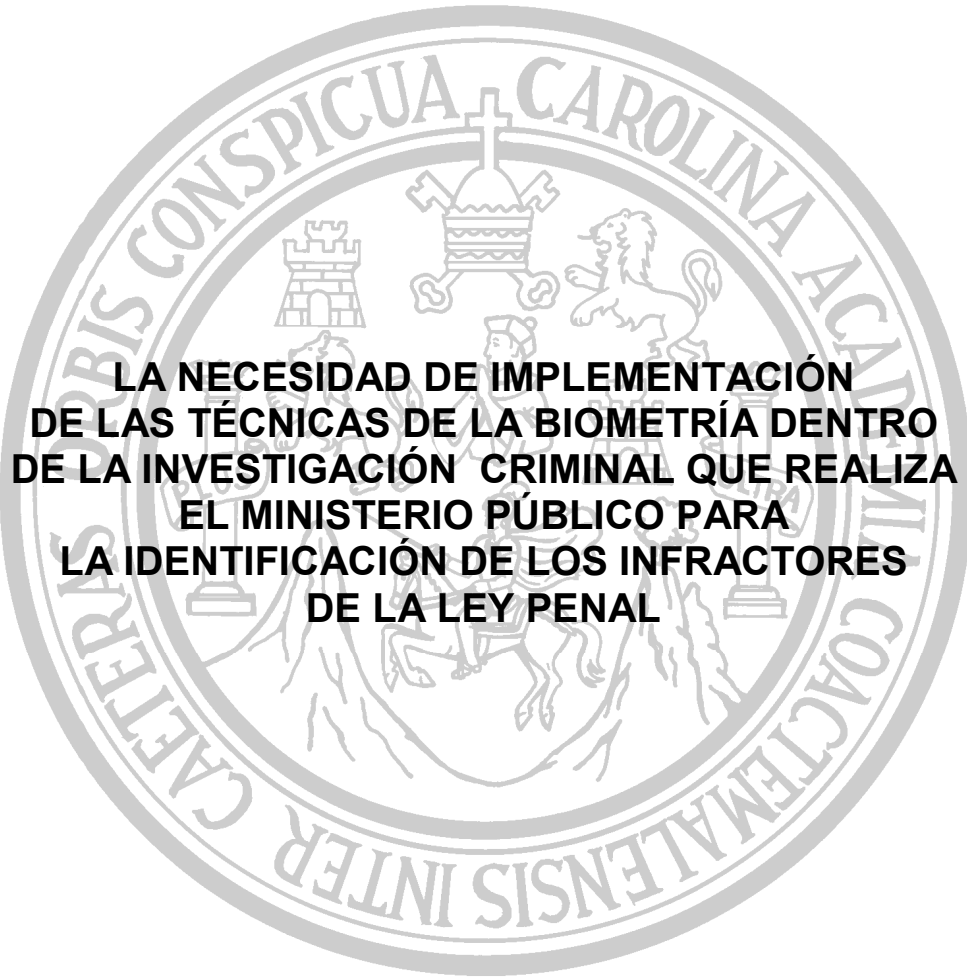 LA NECESIDAD DE IMPLEMENTACIÓN
DE LAS TÉCNICAS DE LA BIOMETRÍA DENTRO
DE LA INVESTIGACIÓN CRIMINAL QUE REALIZA
EL MINISTERIO PÚBLICO PARA
LA IDENTIFICACIÓN DE LOS INFRACTORES
DE LA LEY PENAL
CAETERAS ORBIS CONSPICUA CAROLINA ACADEMIA COACTEMALENSIS INTER